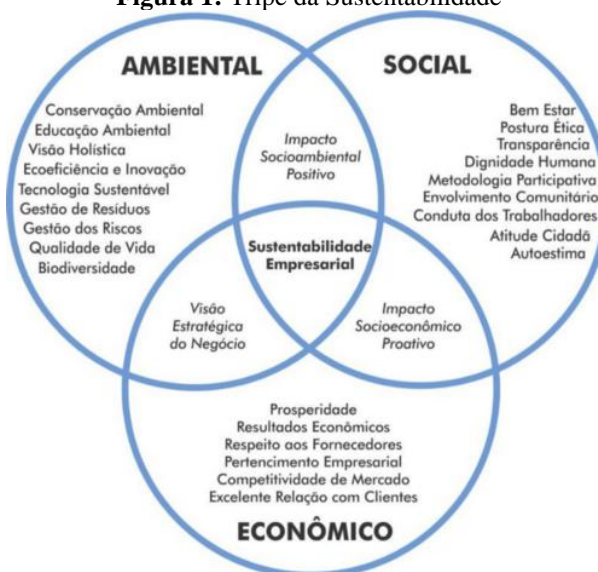 Figura 1: Tripé da Sustentabilidade
AMBIENTAL
Conservação Ambiental
Educação Ambiental
Visão Holística
Ecoeficiência e Inovação
Tecnologia Sustentável
Gestão de Resíduos
Gestão dos Riscos
Qualidade de Vida
Biodiversidade
Impacto
Socioambiental
Positivo
SOCIAL
Bem Estar
Postura Ética
Transparência
Dignidade Humana
Metodologia Participativa
Envolvimento Comunitário
Conduta dos Trabalhadores
Atitude Cidadã
Autoestima
Sustentabilidade
Empresarial
Visão
Estratégica
do Negócio
Impacto
Socioeconômico
Proativo
Prosperidade
Resultados Econômicos
Respeito aos Fornecedores
Pertencimento Empresarial
Competitividade de Mercado
Excelente Relação com Clientes
ECONÔMICO